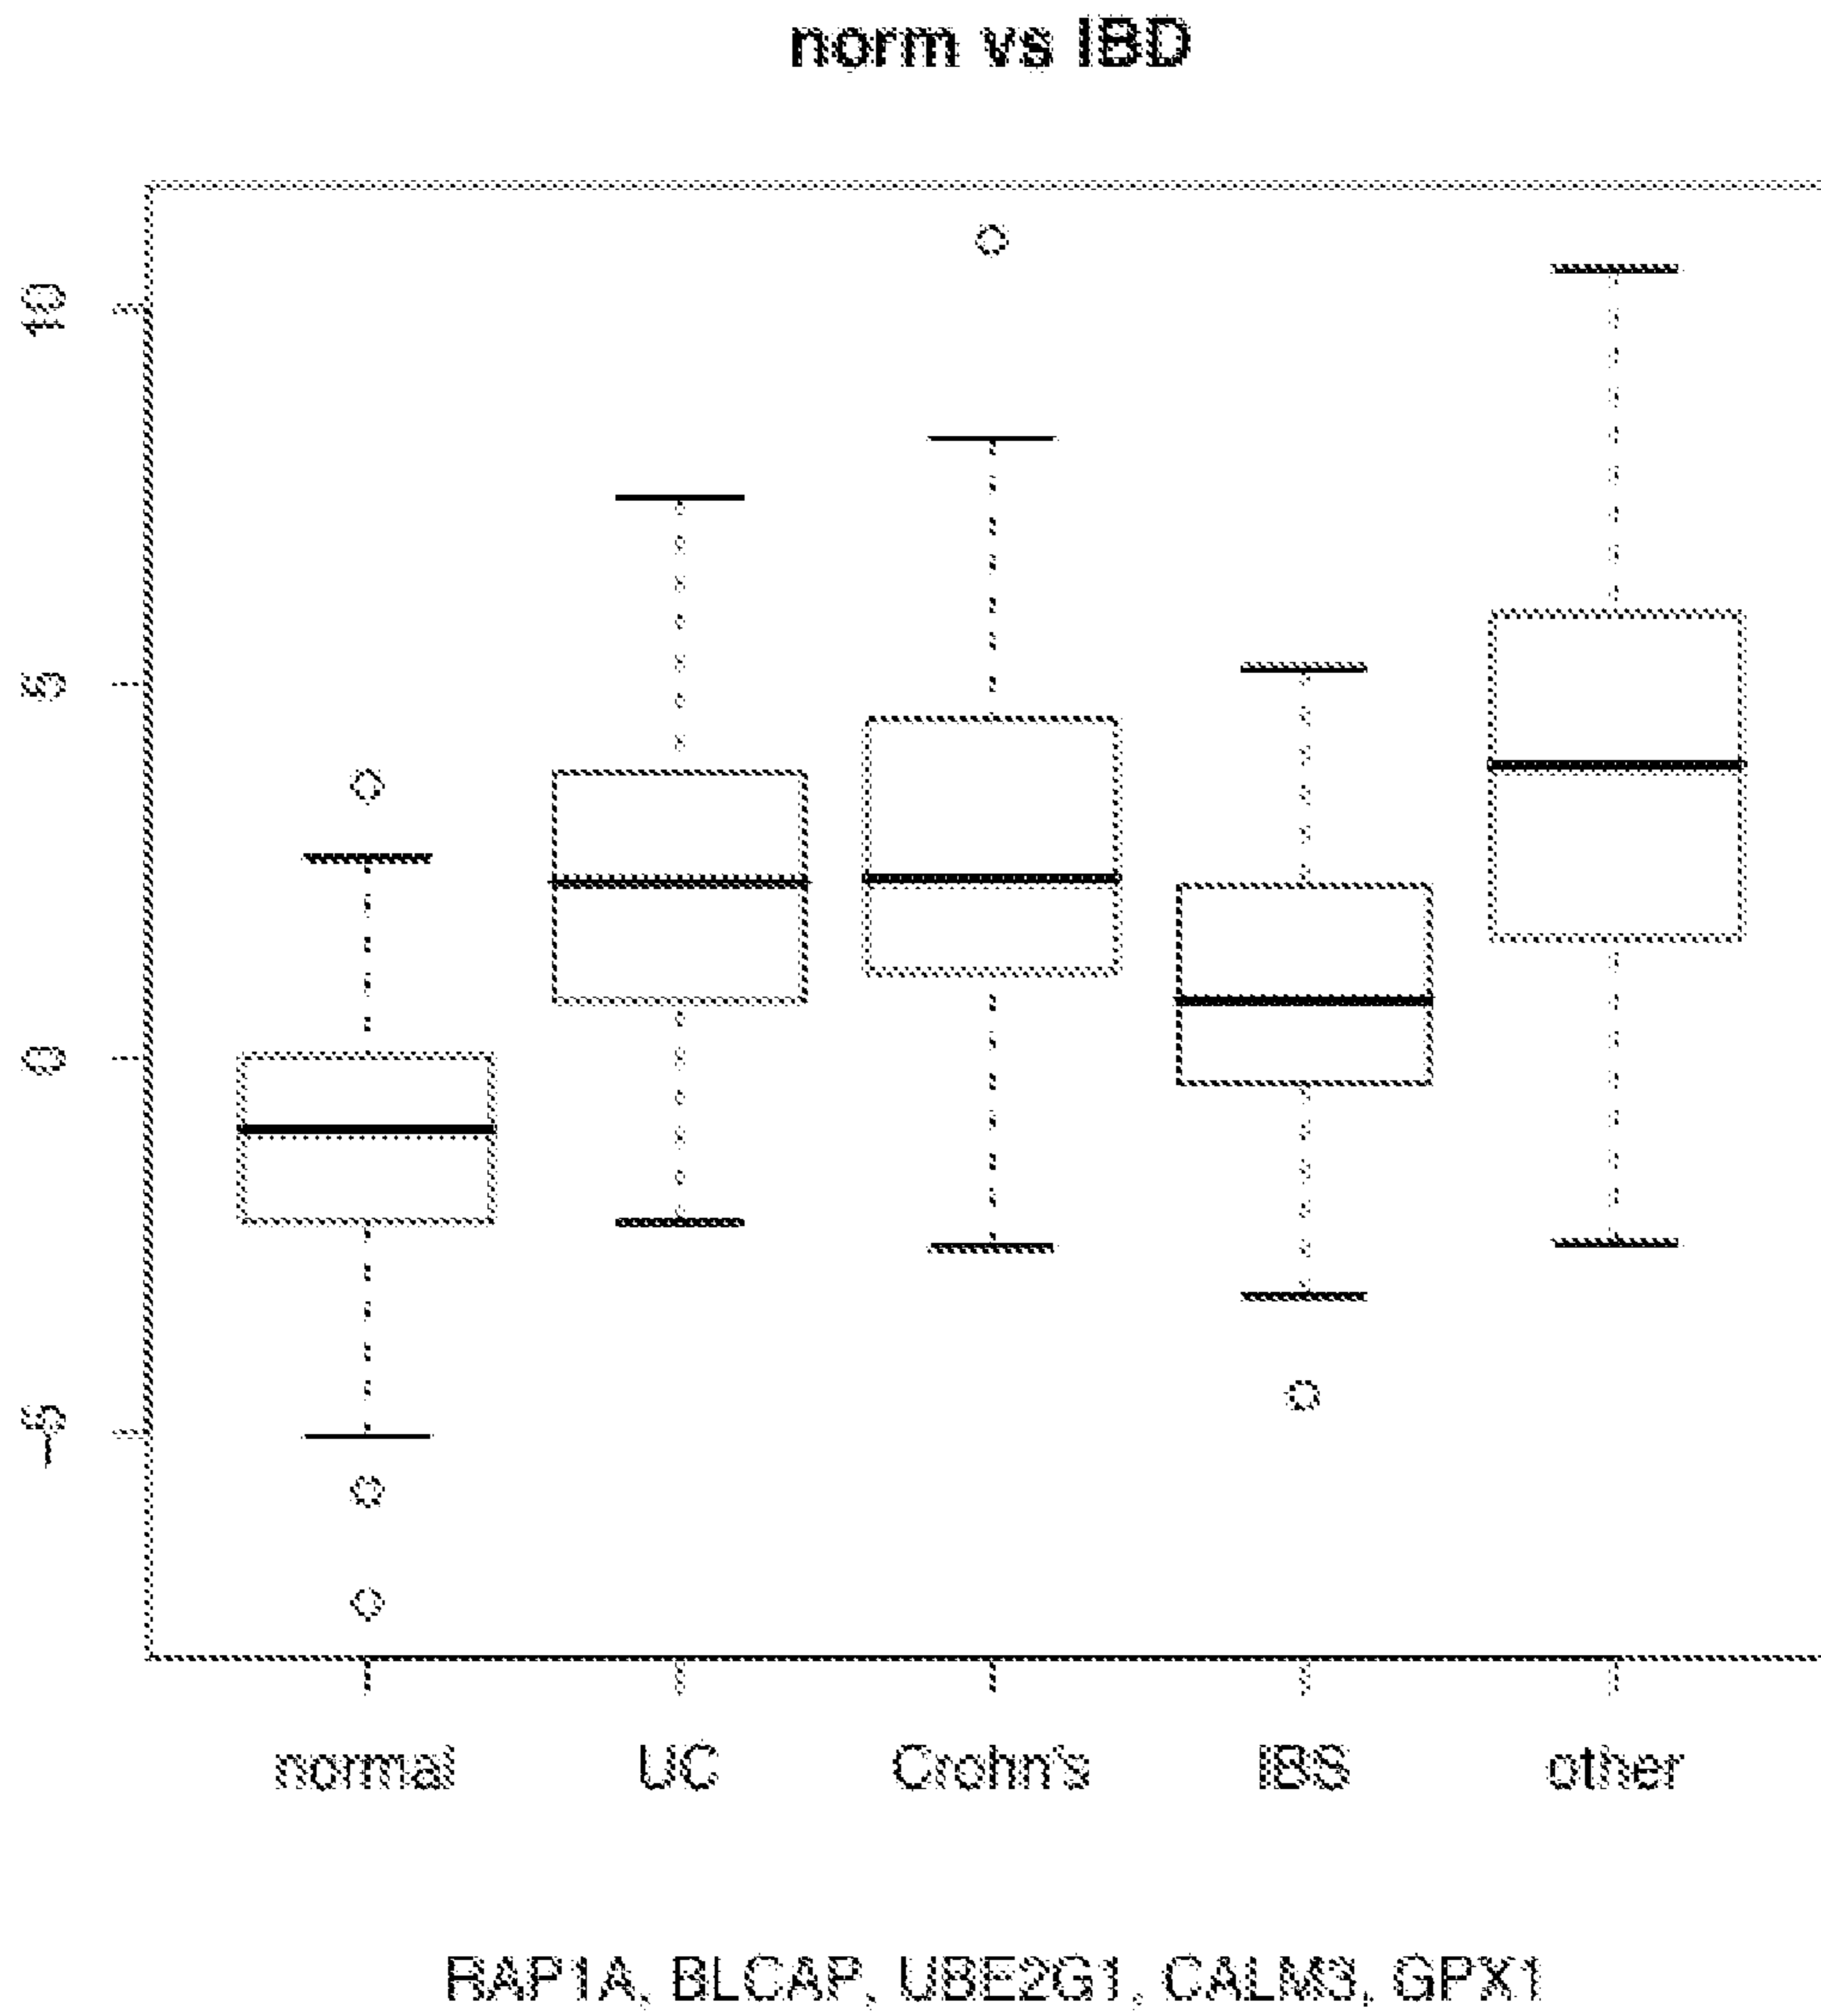 norm vs IBD
10
5
0
-5
normal UC Crohn's IBS other
RAP1A, BLCAP, UBE2G1, CALM3, GPX1